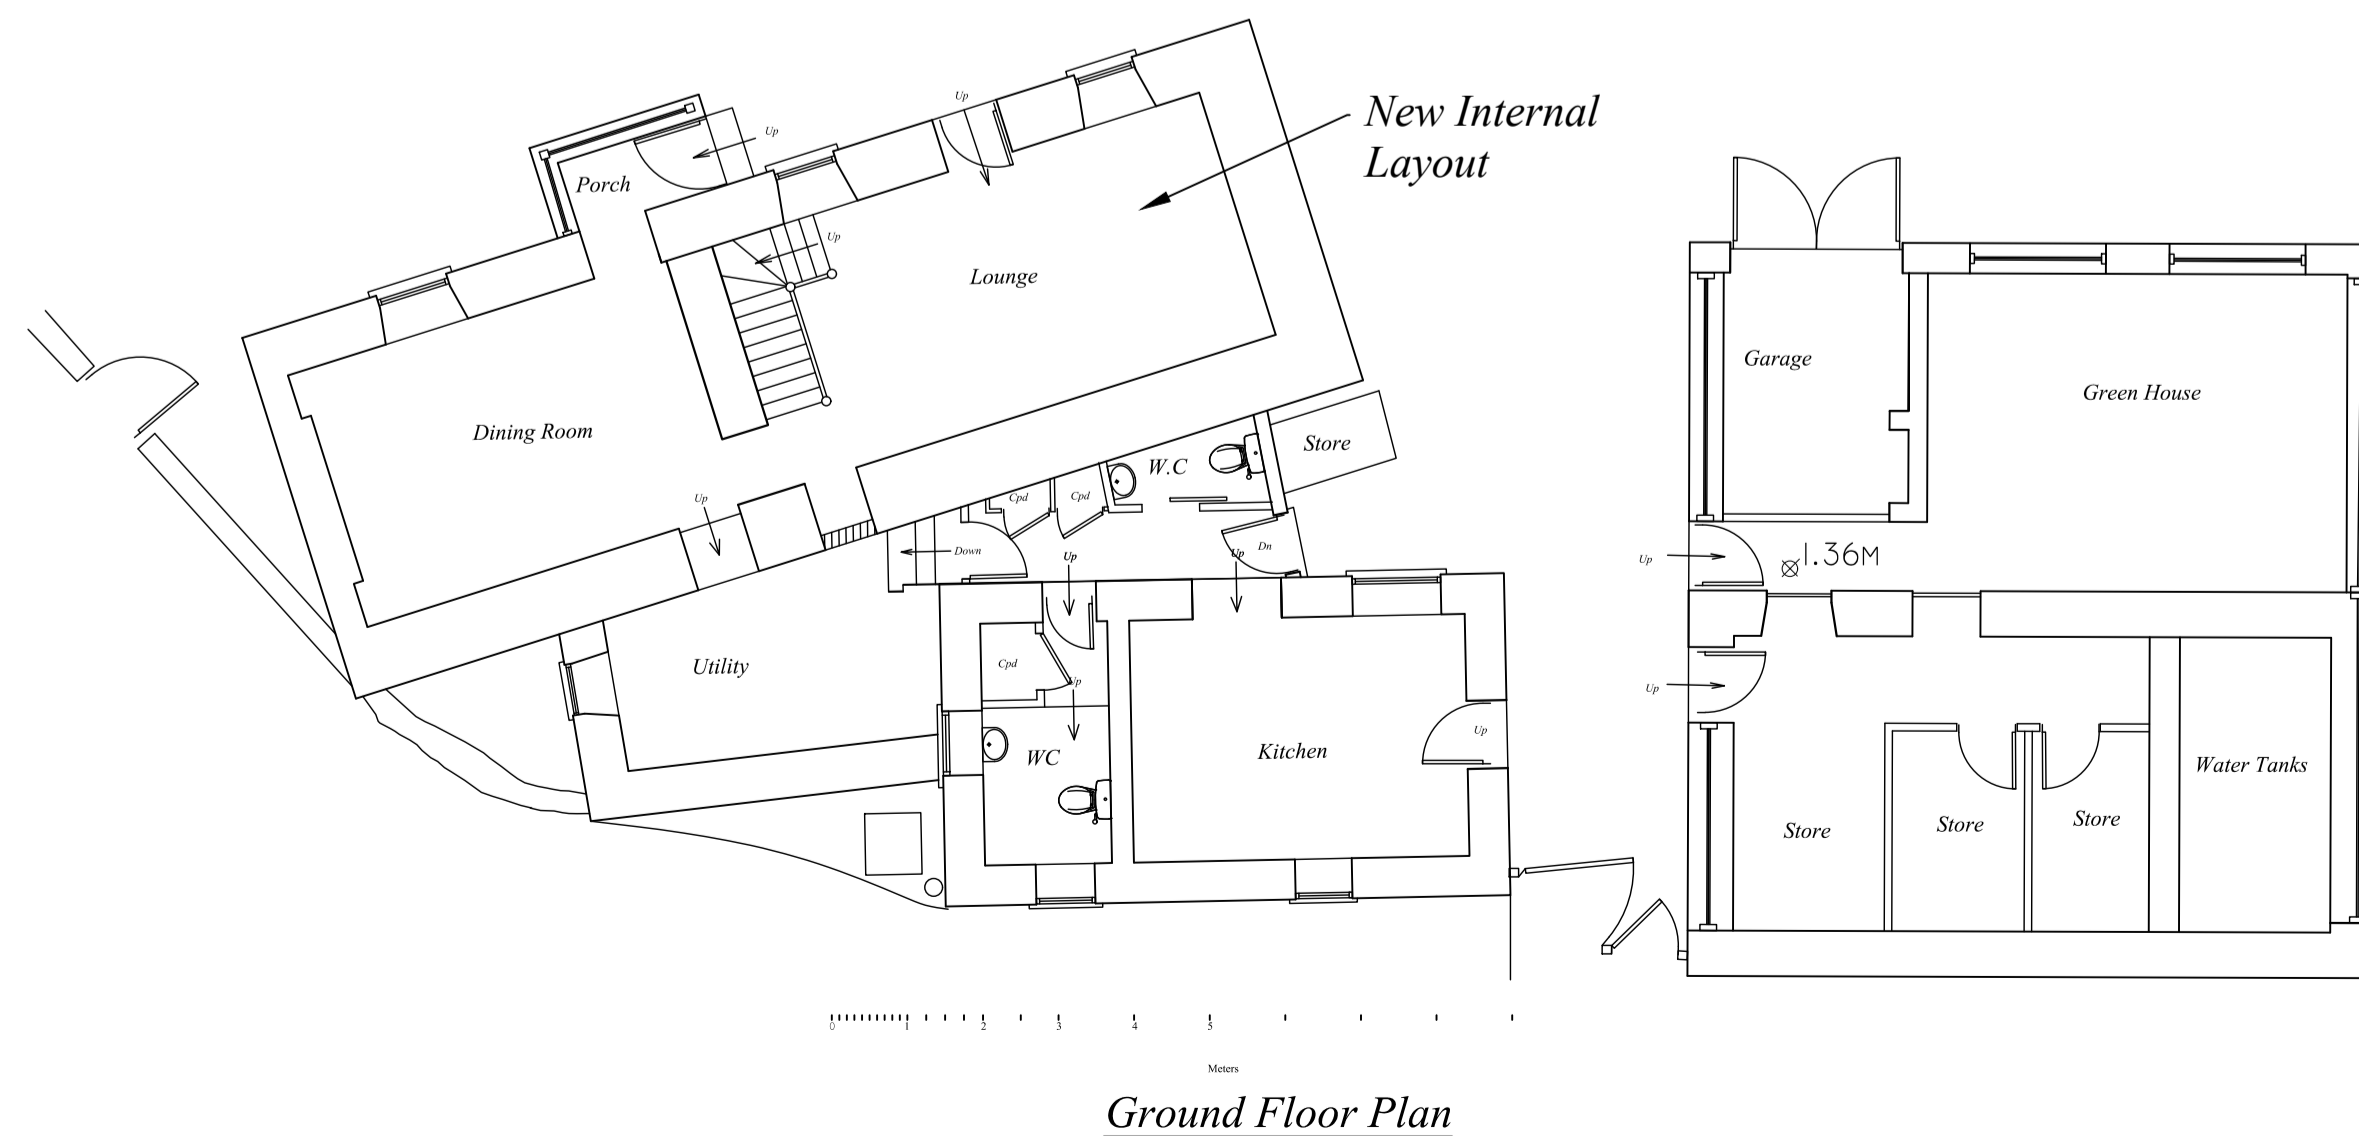 New Internal
Layout
Up
Up
Porch
Up
Lounge
Dining Room
Up
W.C
Store
Cpd
Cpd
Down
Up
Up
Dn
Utility
Cpd
Up
WC
Kitchen
Up
Garage
Green House
Up
1.36M
Up
Store
Store
Store
Water Tanks
0 1 2 3 4 5
Meters
Ground Floor Plan